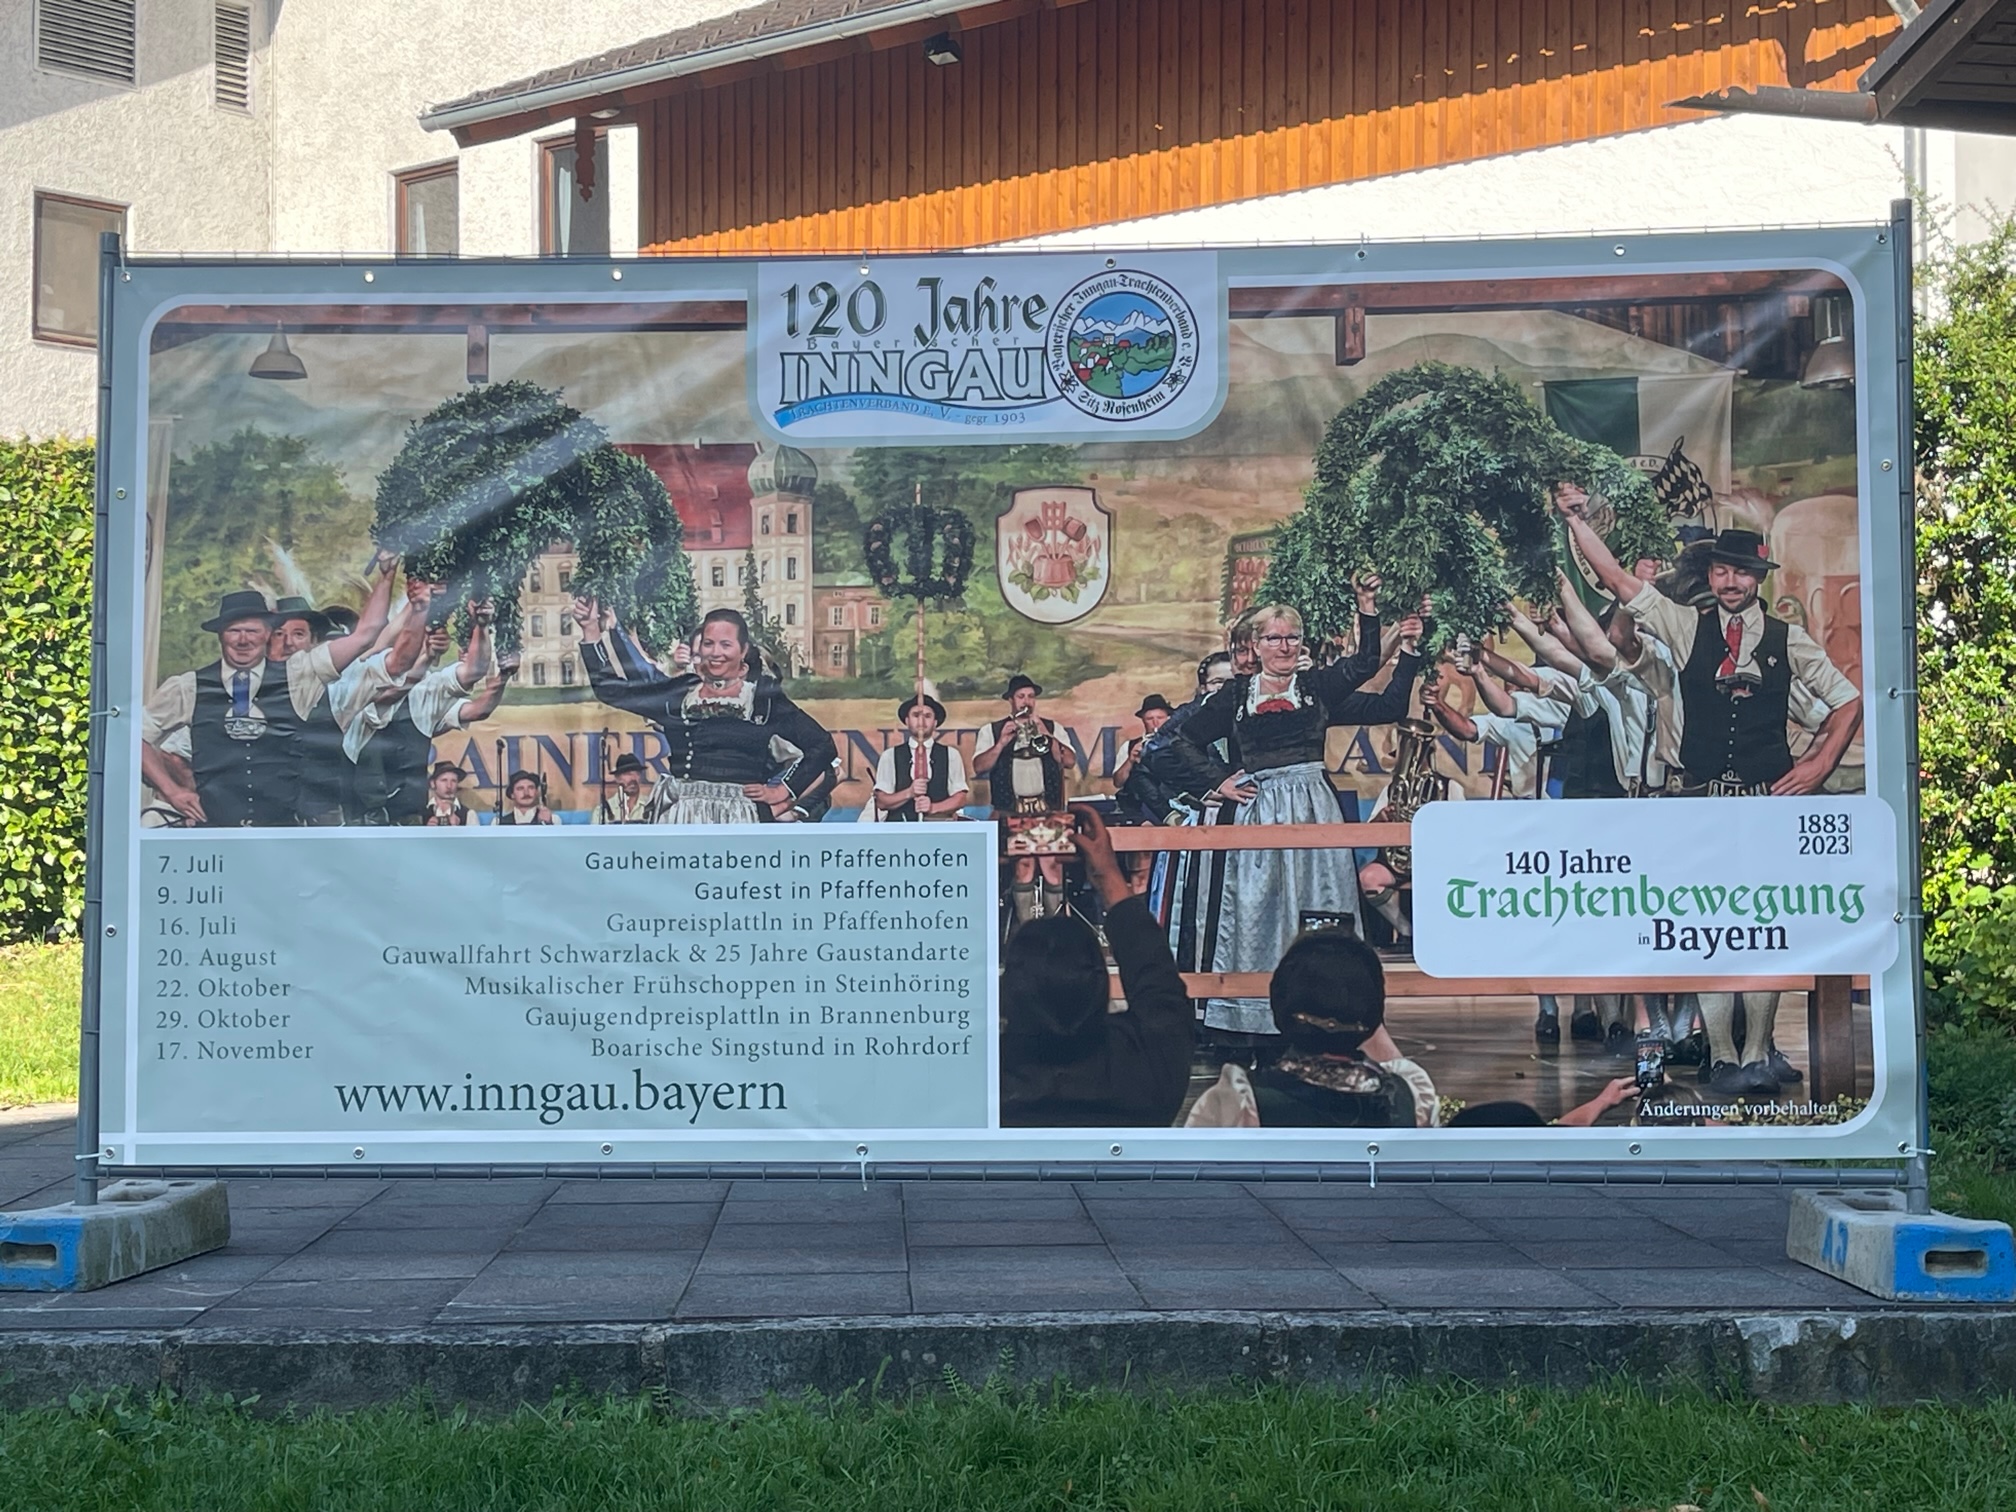 120 Jahre
Bayerischer
INNGAU
TRACHTENVERBAND E. V. - gegr. 1903
Bayerischer Inngau-Trachtenverband e. V.
Sitz Rosenheim
7. Juli Gauheimatabend in Pfaffenhofen
9. Juli Gaufest in Pfaffenhofen
16. Juli Gaupreisplattln in Pfaffenhofen
20. August Gauwallfahrt Schwarzlack & 25 Jahre Gaustandarte
22. Oktober Musikalischer Frühschoppen in Steinhöring
29. Oktober Gaujugendpreisplattln in Brannenburg
17. November Boarische Singstund in Rohrdorf
www.inngau.bayern
1883
2023
140 Jahre
Trachtenbewegung
in Bayern
Änderungen vorbehalten